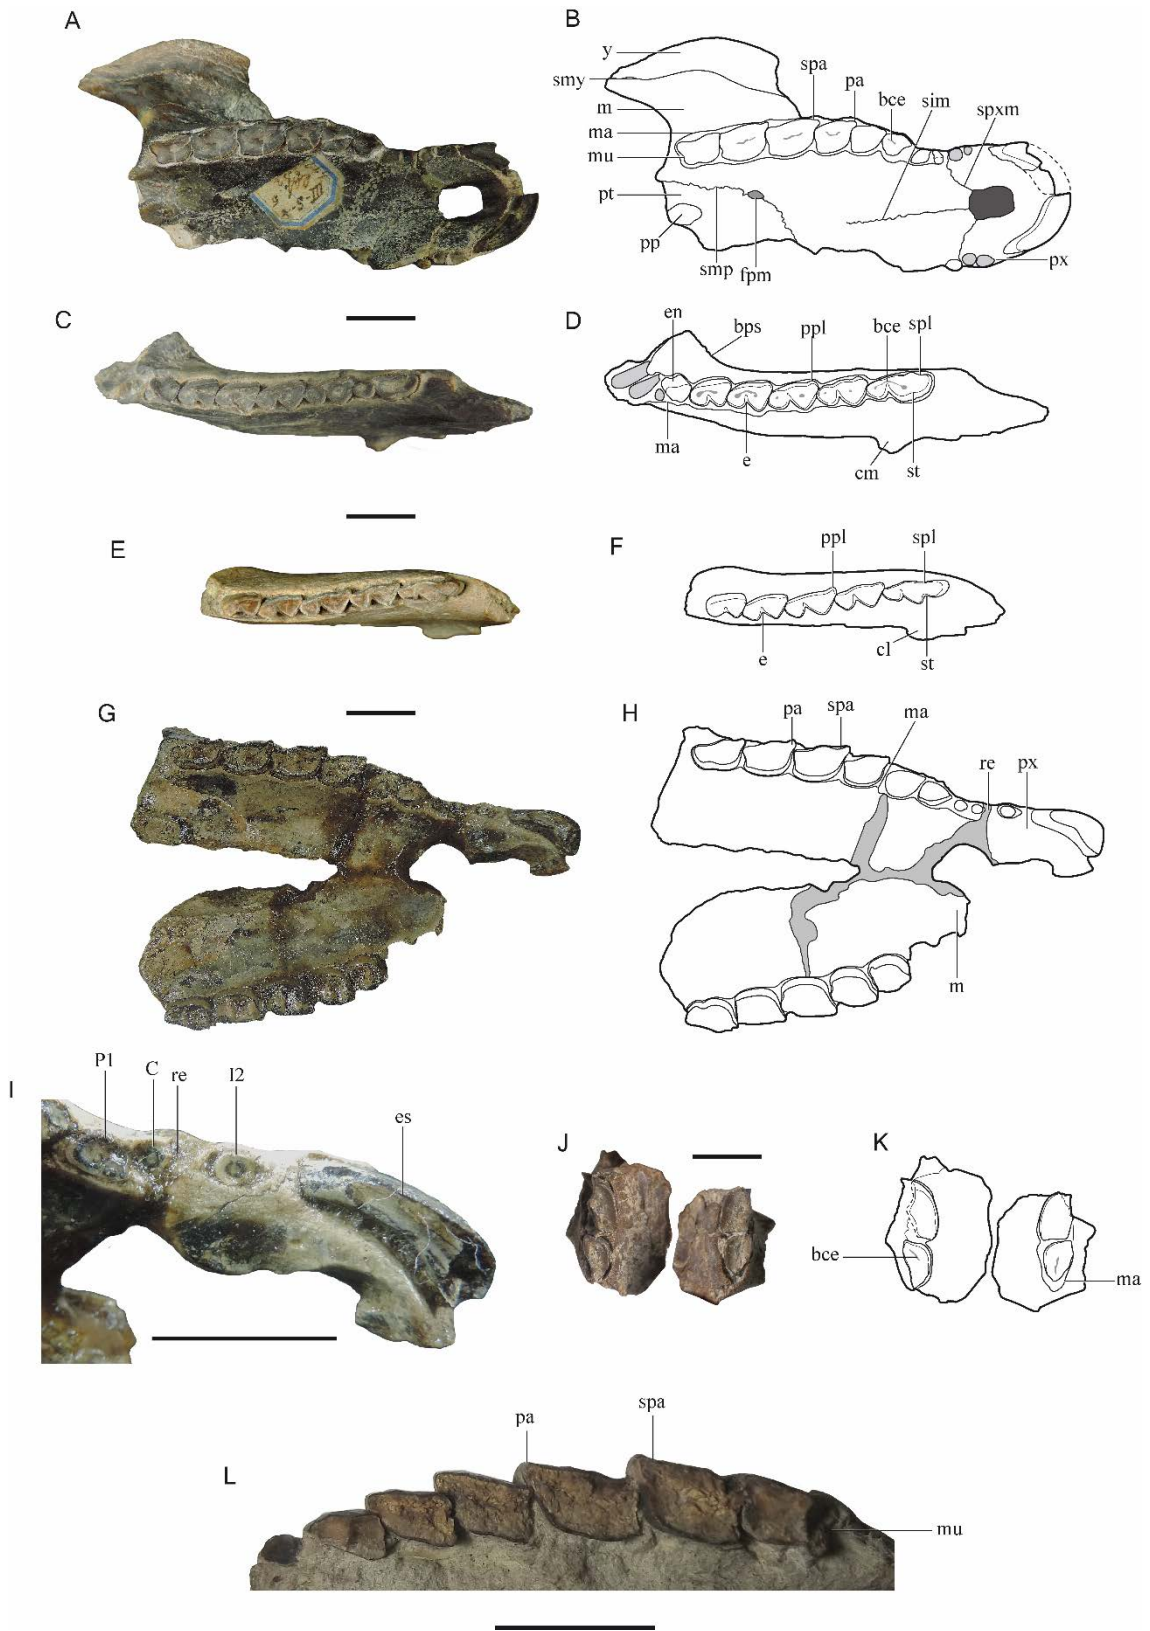 A
B
y
smy
m
ma
mu
pt
pp
smp
fpm
spa
pa
bce
sim
spxm
px
C
D
en
bps
ppl
bce
spl
ma
e
cm
st
E
F
ppl
spl
e
cl
st
G
H
pa
spa
ma
re
px
m
I
P1
C
re
I2
es
J
K
bce
ma
L
pa
spa
mu